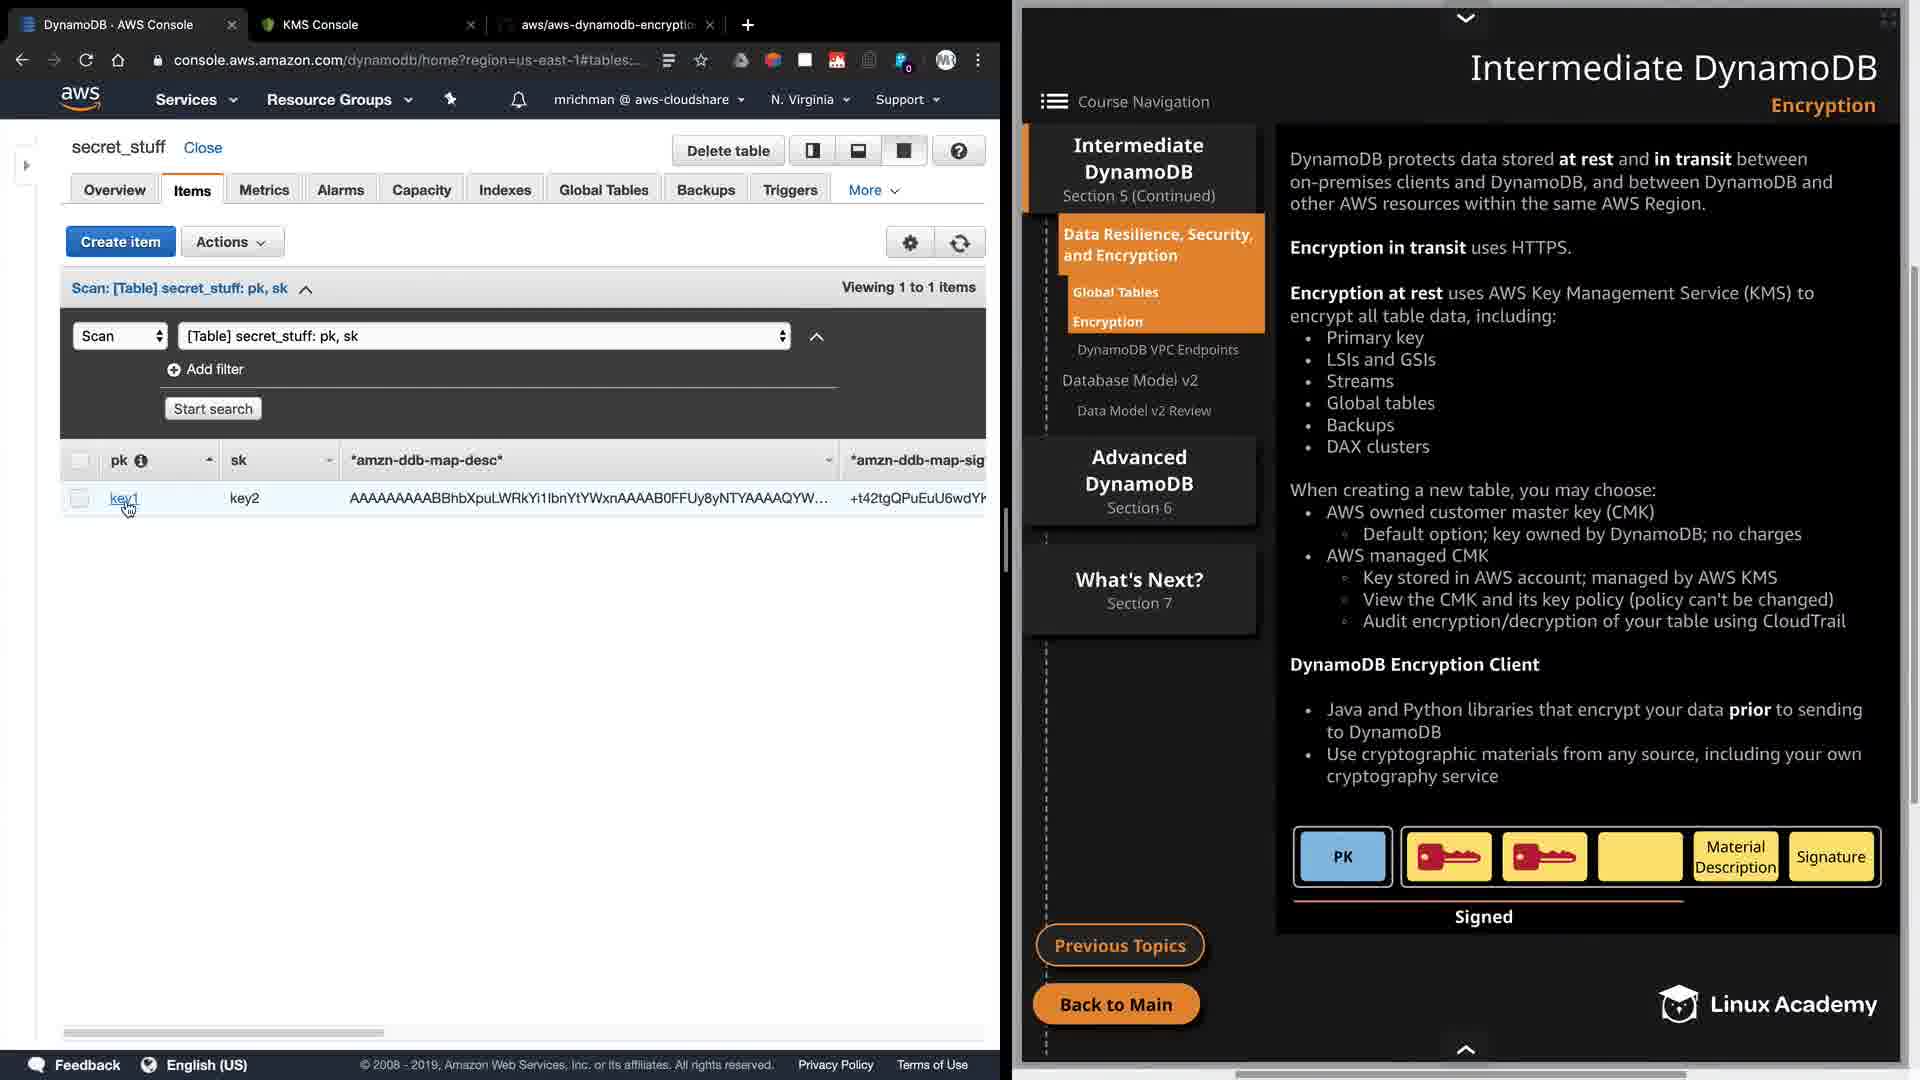 DynamoDB · AWS Console
KMS Console
aws/aws-dynamodb-encryptio
console.aws.amazon.com/dynamodb/home?region=us-east-1#tables:...
0
aws
Services
Resource Groups
mrichman @ aws-cloudshare
N. Virginia
Support
secret_stuff
Close
Delete table
Overview
Items
Metrics
Alarms
Capacity
Indexes
Global Tables
Backups
Triggers
More
Create item
Actions
Scan: [Table] secret_stuff: pk, sk
Viewing 1 to 1 items
Scan
[Table] secret_stuff: pk, sk
Add filter
Start search
pk
sk
*amzn-ddb-map-desc*
*amzn-ddb-map-sig
key1
key2
AAAAAAAAABBhbXpuLWRkYi1lbnYtYWxnAAAAB0FFUy8yNTYAAAAQYW...
+t42tgQPuEuU6wdYK
Feedback
English (US)
© 2008 - 2019, Amazon Web Services, Inc. or its affiliates. All rights reserved.
Privacy Policy
Terms of Use
Intermediate DynamoDB
Encryption
Course Navigation
Intermediate
DynamoDB
Section 5 (Continued)
Data Resilience, Security,
and Encryption
Global Tables
Encryption
DynamoDB VPC Endpoints
Database Model v2
Data Model v2 Review
Advanced
DynamoDB
Section 6
What's Next?
Section 7
Previous Topics
Back to Main
DynamoDB protects data stored at rest and in transit between
on-premises clients and DynamoDB, and between DynamoDB and
other AWS resources within the same AWS Region.
Encryption in transit uses HTTPS.
Encryption at rest uses AWS Key Management Service (KMS) to
encrypt all table data, including:
• Primary key
• LSIs and GSIs
• Streams
• Global tables
• Backups
• DAX clusters
When creating a new table, you may choose:
• AWS owned customer master key (CMK)
◦ Default option; key owned by DynamoDB; no charges
• AWS managed CMK
◦ Key stored in AWS account; managed by AWS KMS
◦ View the CMK and its key policy (policy can't be changed)
◦ Audit encryption/decryption of your table using CloudTrail
DynamoDB Encryption Client
• Java and Python libraries that encrypt your data prior to sending
to DynamoDB
• Use cryptographic materials from any source, including your own
cryptography service
PK
Material
Description
Signature
Signed
Linux Academy